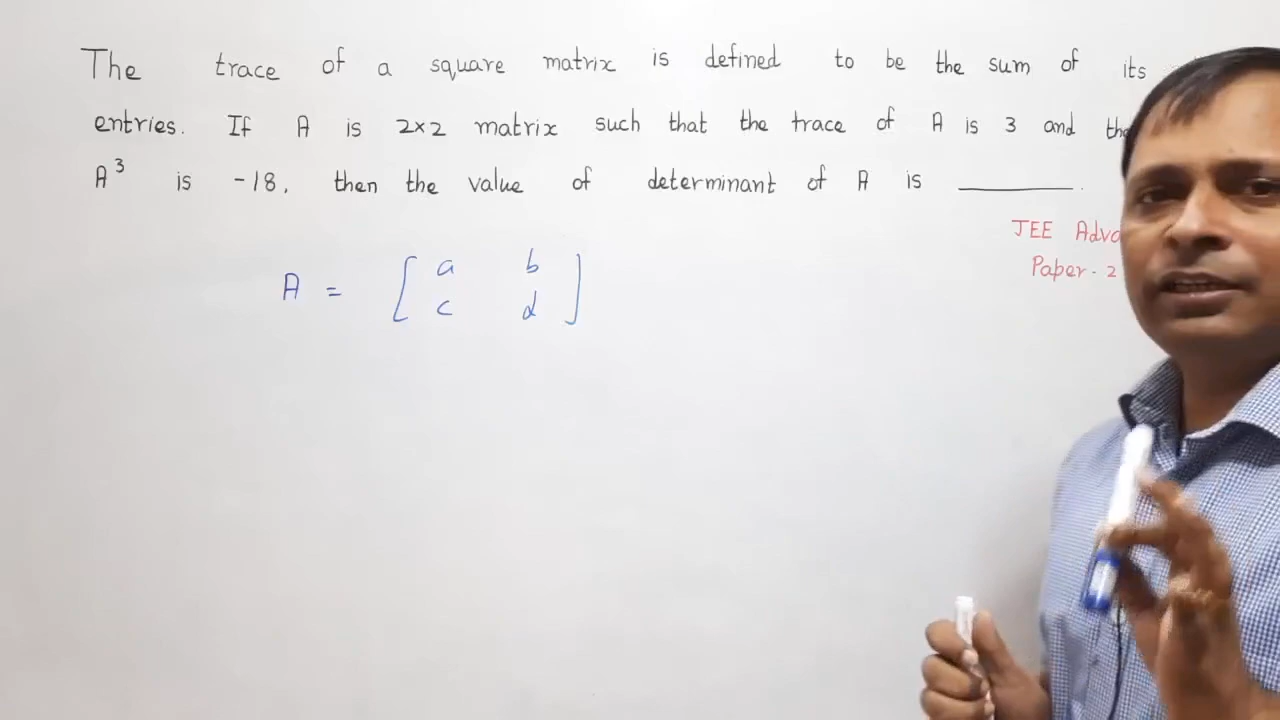 The trace of a square matrix is defined to be the sum of its
entries. If A is 2×2 matrix such that the trace of A is 3 and
A³ is -18, then the value of determinant of A is ______.
JEE
Paper - 2
A = [ a b
c d ]